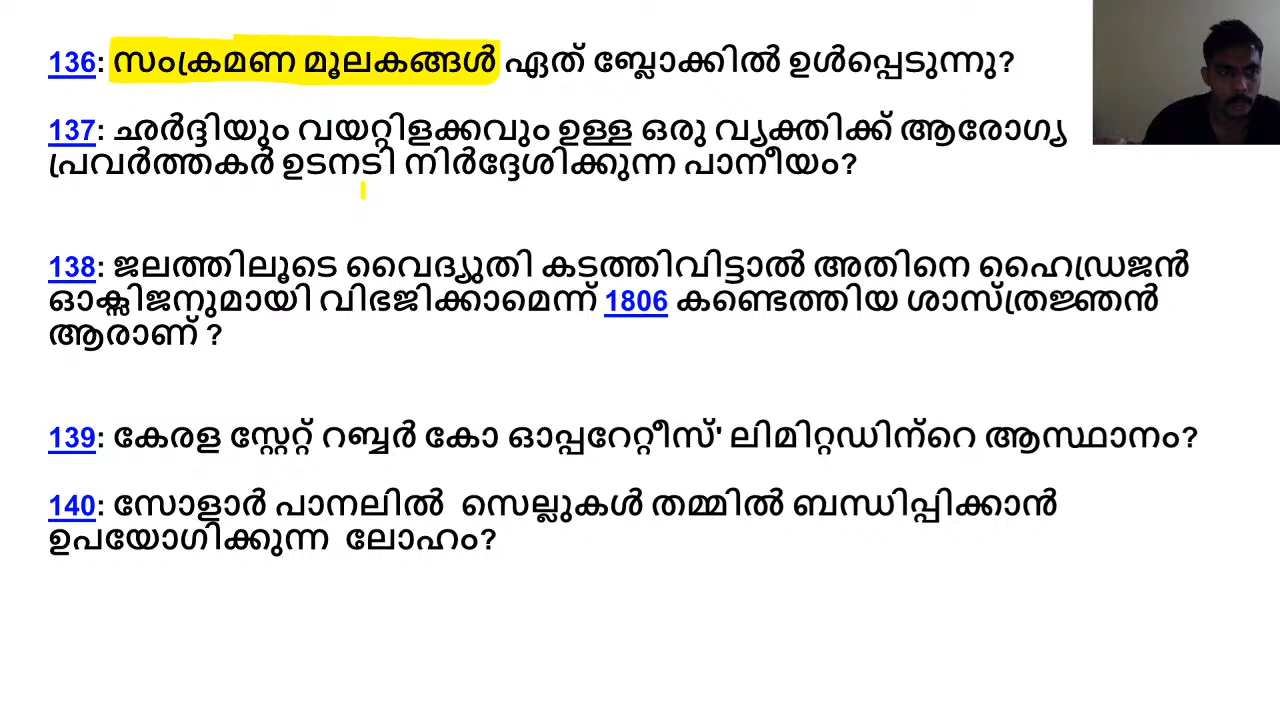 136: സംക്രമണ മൂലകങ്ങൾ ഏത് ബ്ലോക്കിൽ ഉൾപ്പെടുന്നു?
137: ഛർദ്ദിയും വയറ്റിളക്കവും ഉള്ള ഒരു വ്യക്തിക്ക് ആരോഗ്യ
പ്രവർത്തകർ ഉടനടി നിർദ്ദേശിക്കുന്ന പാനീയം?
138: ജലത്തിലൂടെ വൈദ്യുതി കടത്തിവിട്ടാൽ അതിനെ ഹൈഡ്രജൻ
ഓക്സിജനുമായി വിഭജിക്കാമെന്ന് 1806 കണ്ടെത്തിയ ശാസ്ത്രജ്ഞൻ
ആരാണ് ?
139: കേരള സ്റ്റേറ്റ് റബ്ബർ കോ ഓപ്പറേറ്റീസ്' ലിമിറ്റഡിന്റെ ആസ്ഥാനം?
140: സോളാർ പാനലിൽ സെല്ലുകൾ തമ്മിൽ ബന്ധിപ്പിക്കാൻ
ഉപയോഗിക്കുന്ന ലോഹം?